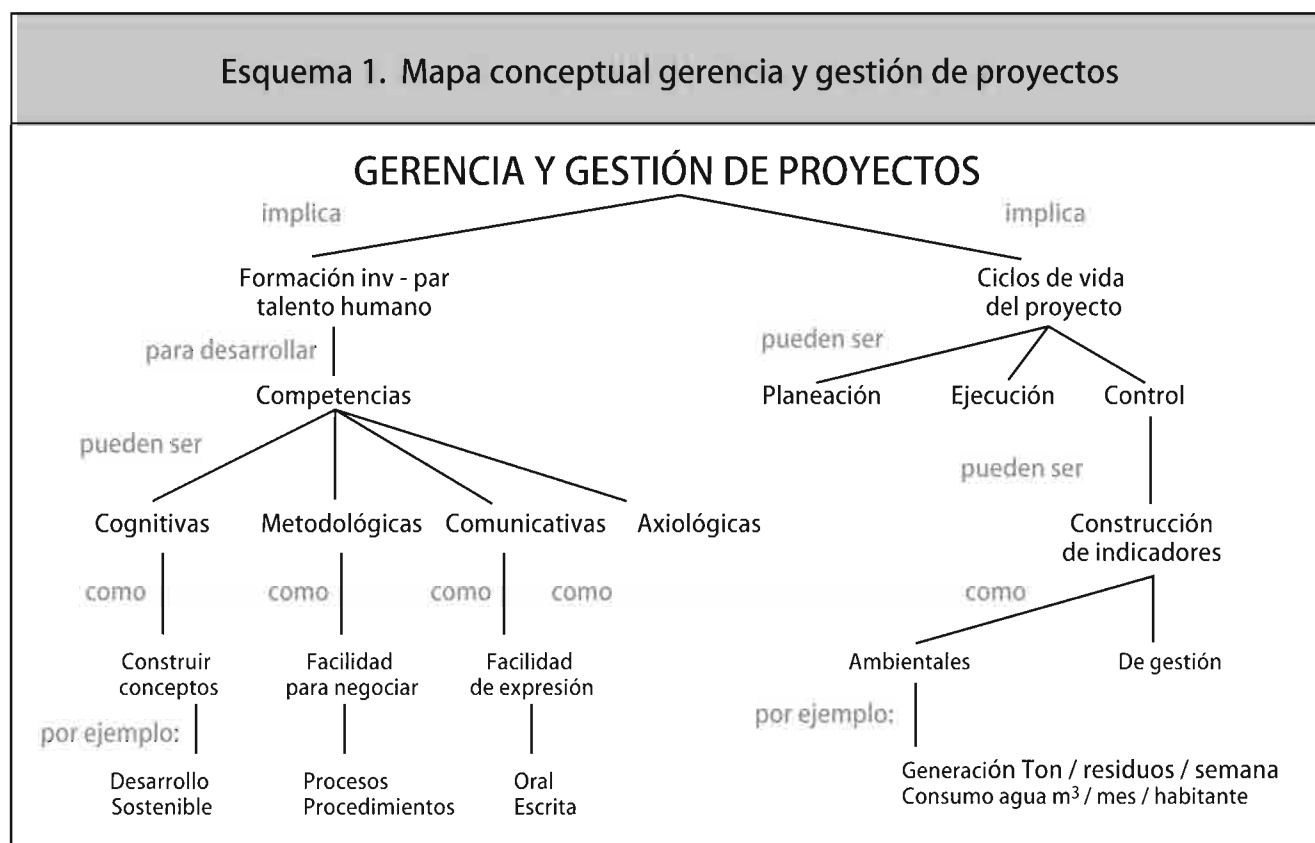 Esquema 1. Mapa conceptual gerencia y gestión de proyectos
GERENCIA Y GESTIÓN DE PROYECTOS
implica
implica
Formación inv - par
talento humano
Ciclos de vida
del proyecto
para desarrollar
pueden ser
Competencias
Planeación
Ejecución
Control
pueden ser
pueden ser
Cognitivas
Metodológicas
Comunicativas
Axiológicas
Construcción
de indicadores
como
como
como
como
como
Construir
conceptos
Facilidad
para negociar
Facilidad
de expresión
Ambientales
De gestión
por ejemplo:
por ejemplo:
Desarrollo
Sostenible
Procesos
Procedimientos
Oral
Escrita
Generación Ton / residuos / semana
Consumo agua m³ / mes / habitante